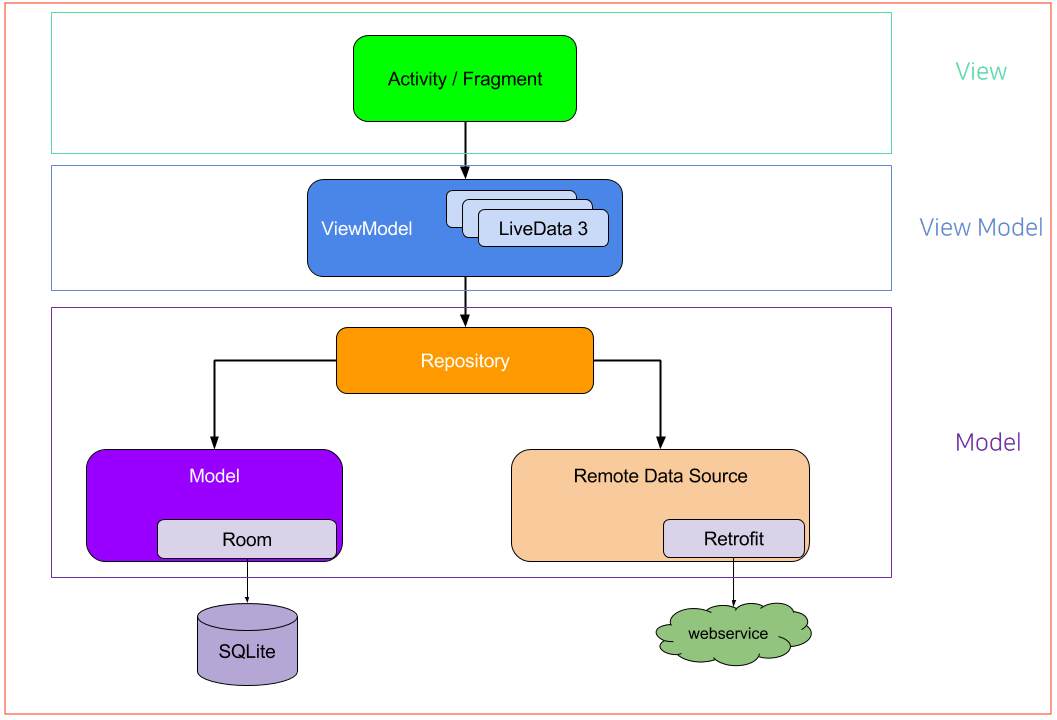 Activity / Fragment
View
ViewModel
LiveData 3
View Model
Repository
Model
Model
Remote Data Source
Room
Retrofit
SQLite
webservice